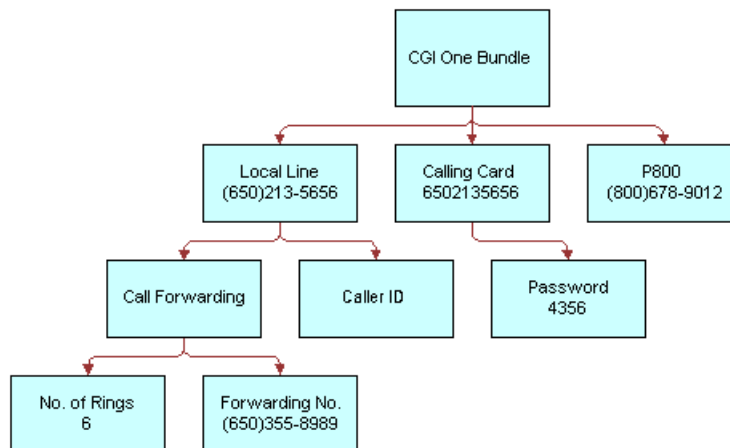 CGI One Bundle
Local Line
(650)213-5656
Calling Card
6502135656
P800
(800)678-9012
Call Forwarding
Caller ID
Password
4356
No. of Rings
6
Forwarding No.
(650)355-8989